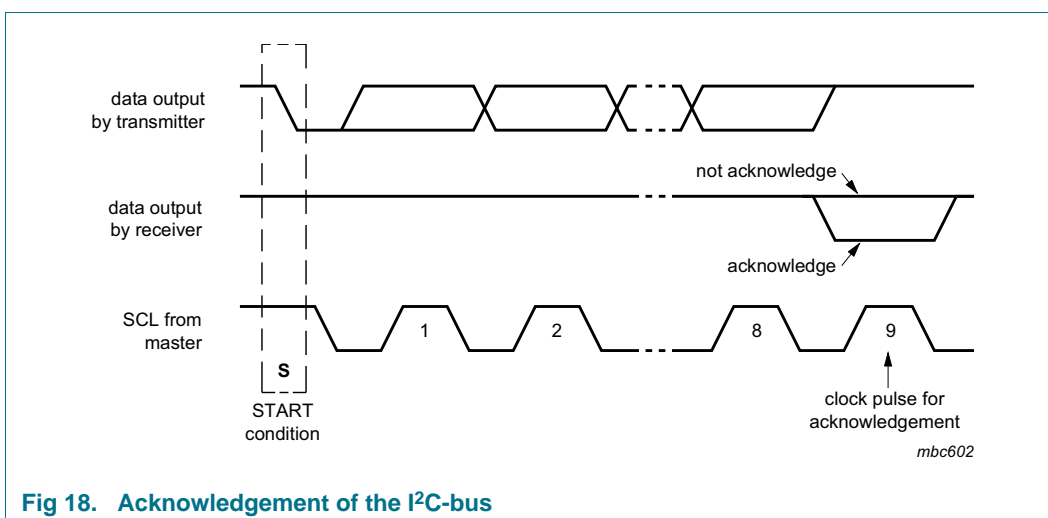 data output
by transmitter
not acknowledge
data output
by receiver
acknowledge
SCL from
master
1
2
8
9
S
START
condition
clock pulse for
acknowledgement
mbc602
Fig 18. Acknowledgement of the I²C-bus